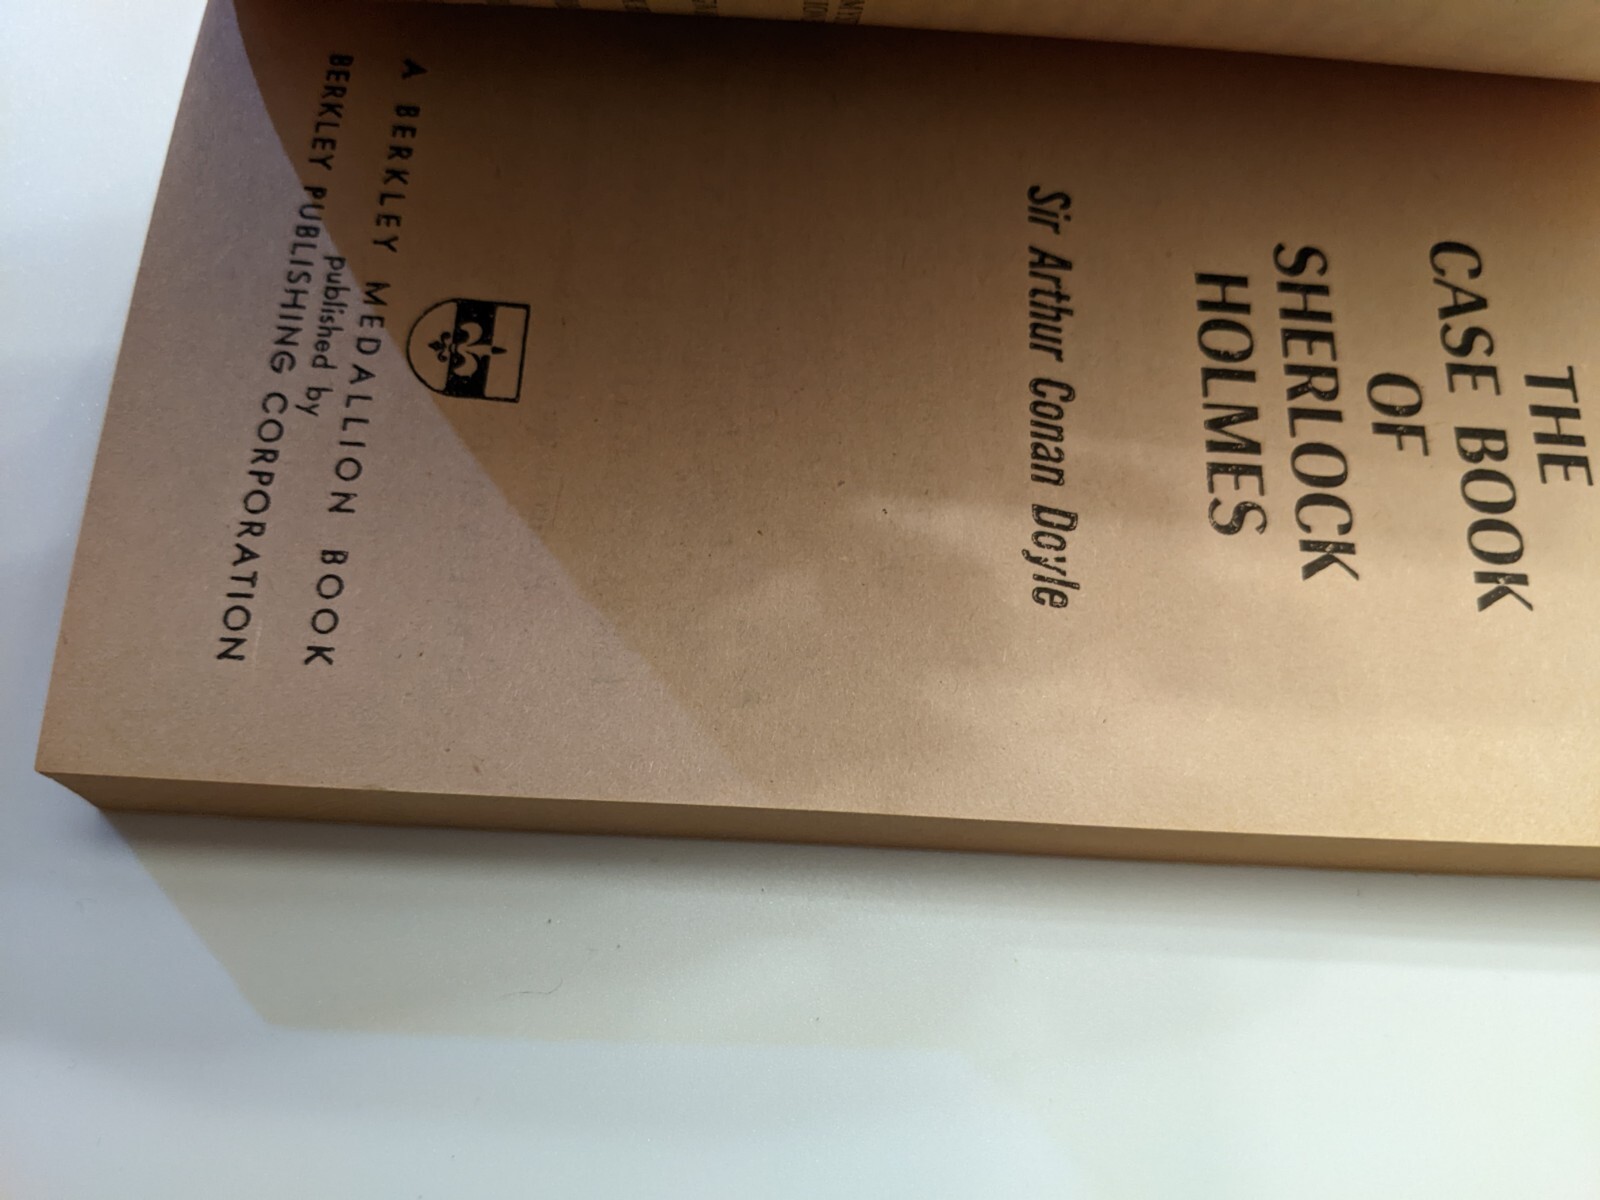 THE
CASE BOOK
OF
SHERLOCK
HOLMES
Sir Arthur Conan Doyle
A BERKLEY MEDALLION BOOK
published by
BERKLEY PUBLISHING CORPORATION